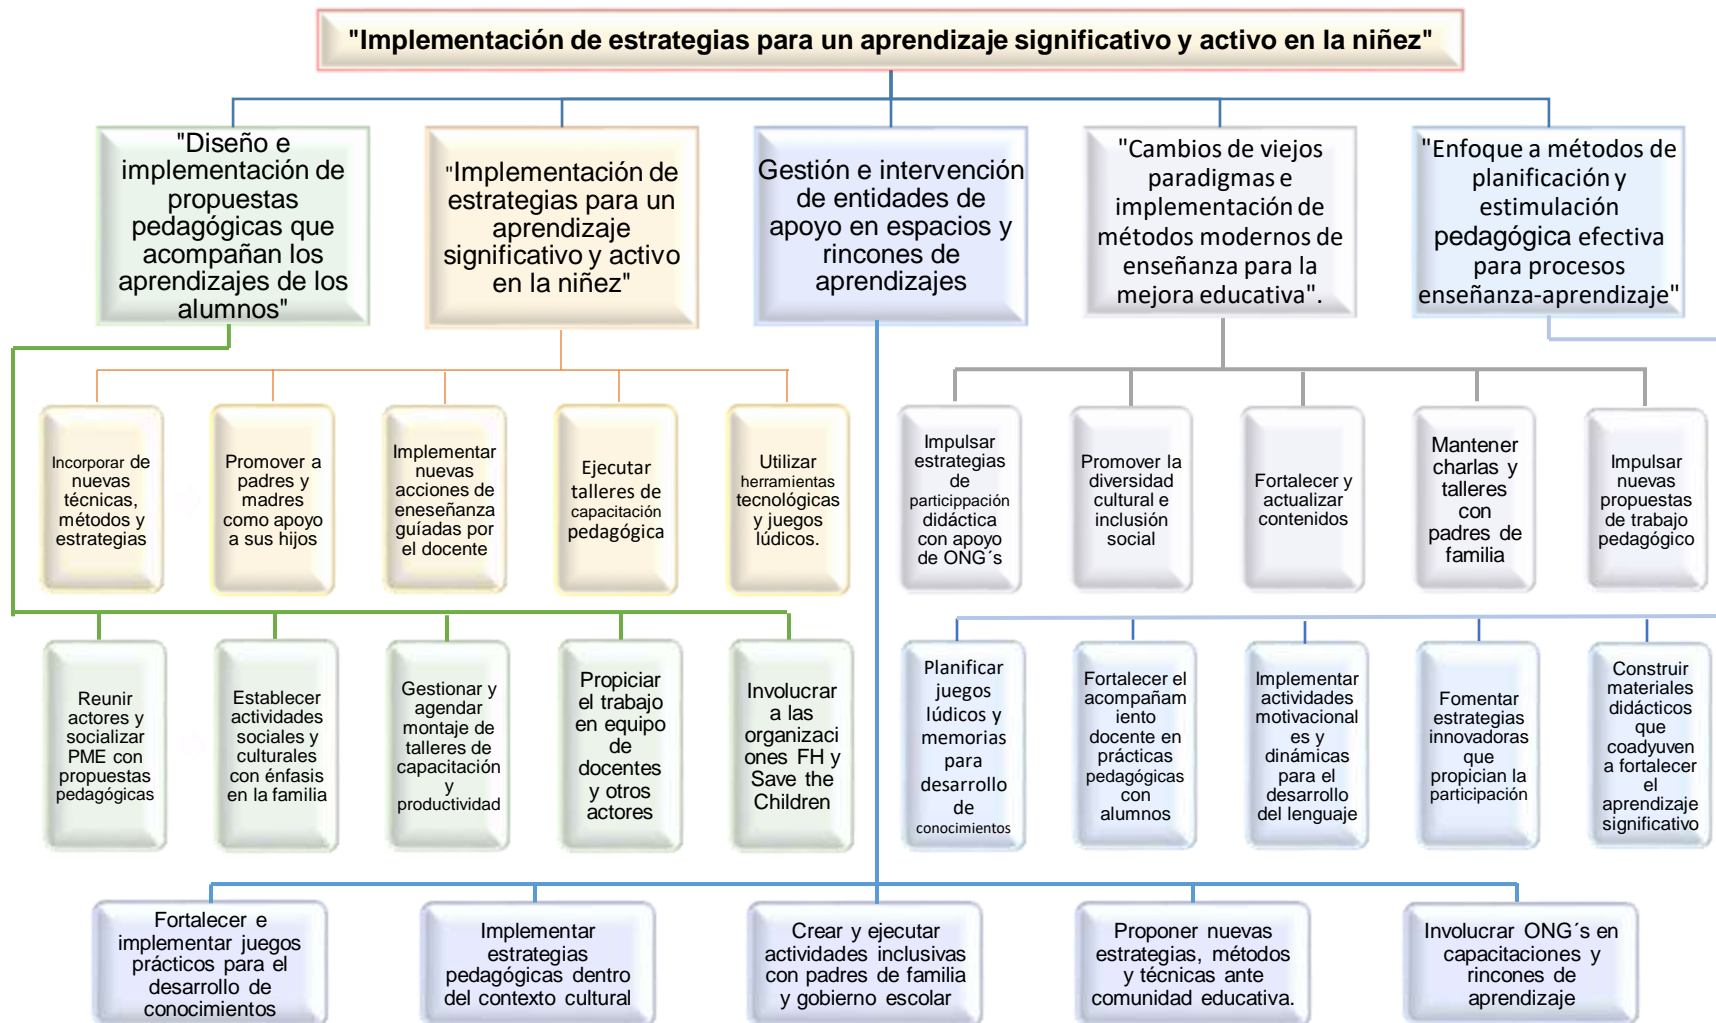 "Implementación de estrategias para un aprendizaje significativo y activo en la niñez"
"Diseño e
implementación de
propuestas
pedagógicas que
acompañan los
aprendizajes de los
alumnos"
"Implementación de
estrategias para un
aprendizaje
significativo y activo
en la niñez"
Gestión e intervención
de entidades de
apoyo en espacios y
rincones de
aprendizajes
"Cambios de viejos
paradigmas e
implementación de
métodos modernos de
enseñanza para la
mejora educativa".
"Enfoque a métodos de
planificación y
estimulación
pedagógica efectiva
para procesos
enseñanza-aprendizaje"
Incorporar de
nuevas
técnicas,
métodos y
estrategias
Promover a
padres y
madres
como apoyo
a sus hijos
Implementar
nuevas
acciones de
eneseñanza
guíadas por
el docente
Ejecutar
talleres de
capacitación
pedagógica
Utilizar
herramientas
tecnológicas
y juegos
lúdicos.
Impulsar
estrategias
de
particippación
didáctica
con apoyo
de ONG´s
Promover la
diversidad
cultural e
inclusión
social
Fortalecer y
actualizar
contenidos
Mantener
charlas y
talleres
con
padres de
familia
Impulsar
nuevas
propuestas
de trabajo
pedagógico
Reunir
actores y
socializar
PME con
propuestas
pedagógicas
Establecer
actividades
sociales y
culturales
con énfasis
en la familia
Gestionar y
agendar
montaje de
talleres de
capacitación
y
productividad
Propiciar
el trabajo
en equipo
de
docentes
y otros
actores
Involucrar
a las
organizaci
ones FH y
Save the
Children
Planificar
juegos
lúdicos y
memorias
para
desarrollo
de
conocimientos
Fortalecer el
acompañam
iento
docente en
prácticas
pedagógicas
con
alumnos
Implementar
actividades
motivacional
es y
dinámicas
para el
desarrollo
del lenguaje
Fomentar
estrategias
innovadoras
que
propician la
participación
Construir
materiales
didácticos
que
coadyuven
a fortalecer
el
aprendizaje
significativo
Fortalecer e
implementar juegos
prácticos para el
desarrollo de
conocimientos
Implementar
estrategias
pedagógicas dentro
del contexto cultural
Crear y ejecutar
actividades inclusivas
con padres de familia
y gobierno escolar
Proponer nuevas
estrategias, métodos
y técnicas ante
comunidad educativa.
Involucrar ONG´s en
capacitaciones y
rincones de
aprendizaje